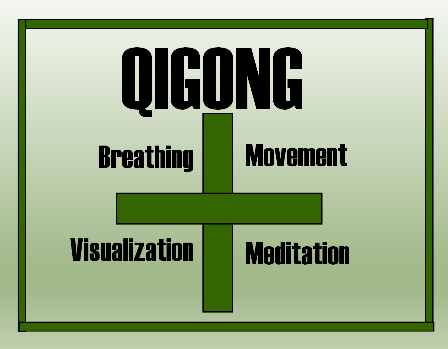 QIGONG
Breathing Movement
Visualization Meditation